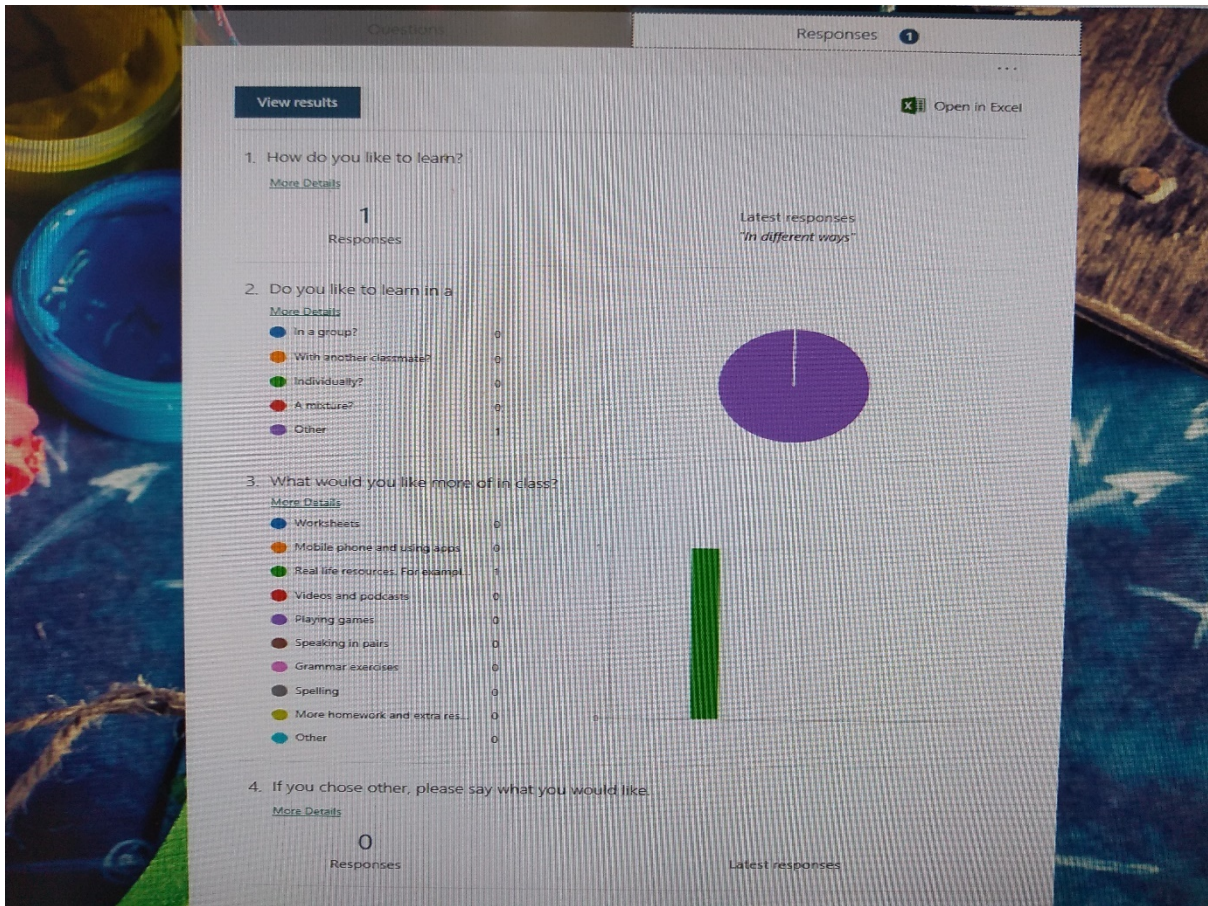 Questions
Responses 1
...
View results
Open in Excel
1. How do you like to learn?
More Details
1
Responses
Latest responses
"In different ways"
2. Do you like to learn in a
More Details
In a group? 0
With another classmate? 0
Individually? 0
A mixture? 0
Other 1
3. What would you like more of in class?
More Details
Worksheets 0
Mobile phone and using apps 0
Real life resources. For exampl... 1
Videos and podcasts 0
Playing games 0
Speaking in pairs 0
Grammar exercises 0
Spelling 0
More homework and extra res... 0
Other 0
0
4. If you chose other, please say what you would like.
More Details
0
Responses
Latest responses